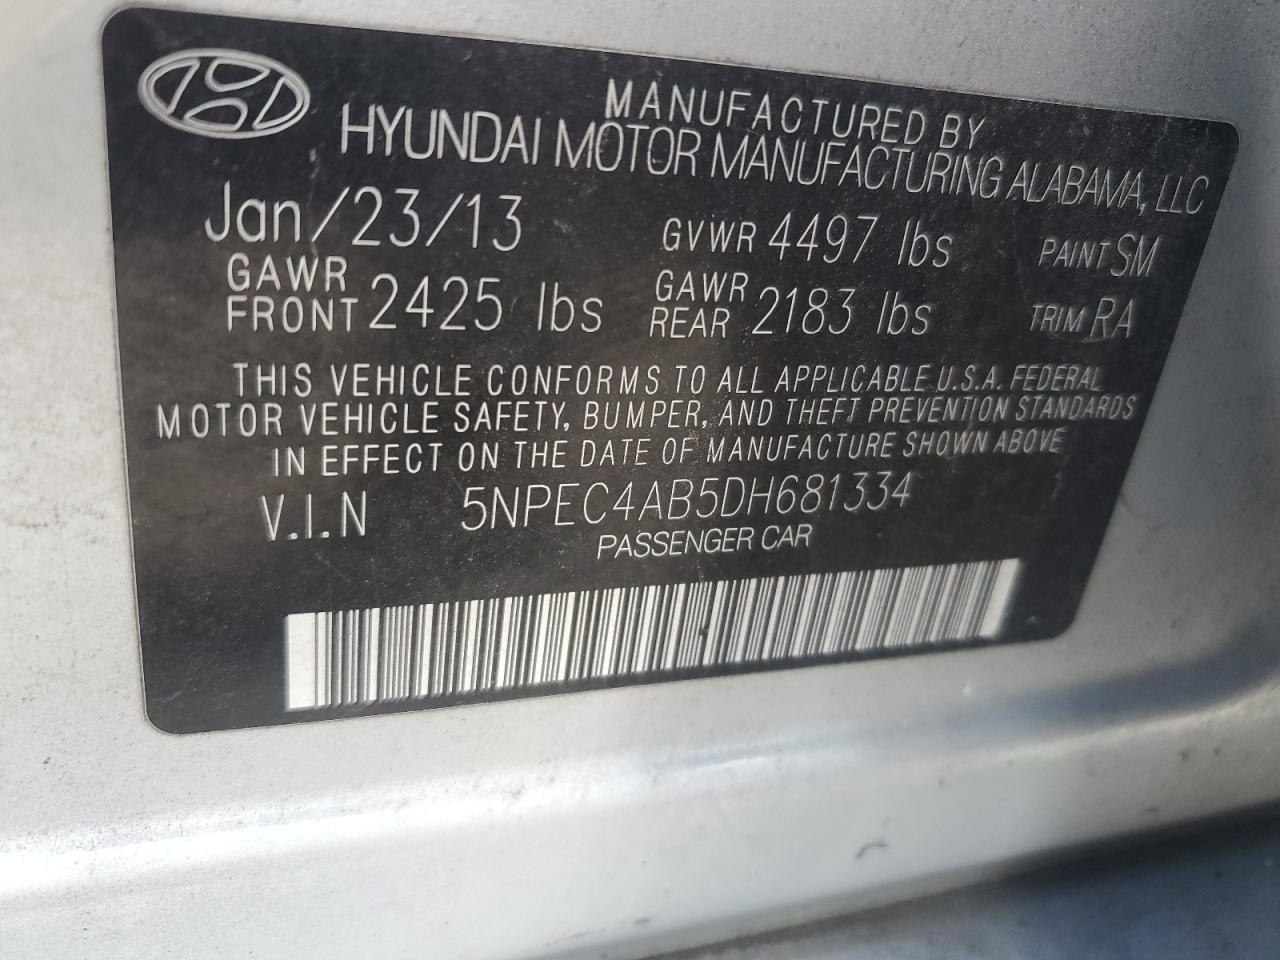 MANUFACTURED BY
HYUNDAI MOTOR MANUFACTURING ALABAMA, LLC
Jan/23/13 GVWR 4497 lbs PAINT SM
GAWR FRONT 2425 lbs GAWR REAR 2183 lbs TRIM RA
THIS VEHICLE CONFORMS TO ALL APPLICABLE U.S.A. FEDERAL
MOTOR VEHICLE SAFETY, BUMPER, AND THEFT PREVENTION STANDARDS
IN EFFECT ON THE DATE OF MANUFACTURE SHOWN ABOVE
V.I.N 5NPEC4AB5DH681334
PASSENGER CAR